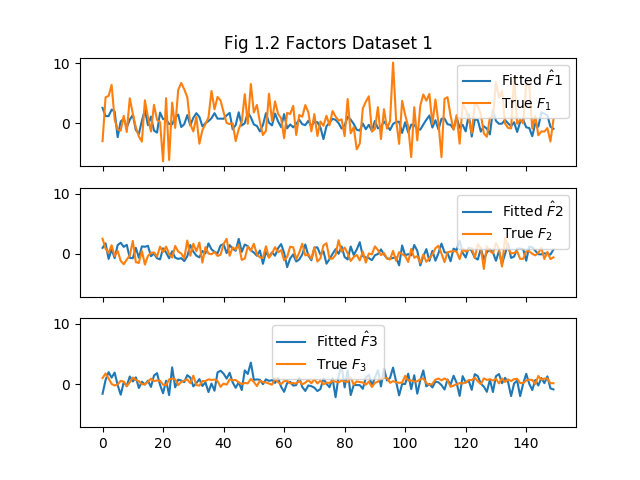 Fig 1.2 Factors Dataset 1
10
0
Fitted F̂1
True F₁
10
0
Fitted F̂2
True F₂
10
0
Fitted F̂3
True F₃
0 20 40 60 80 100 120 140